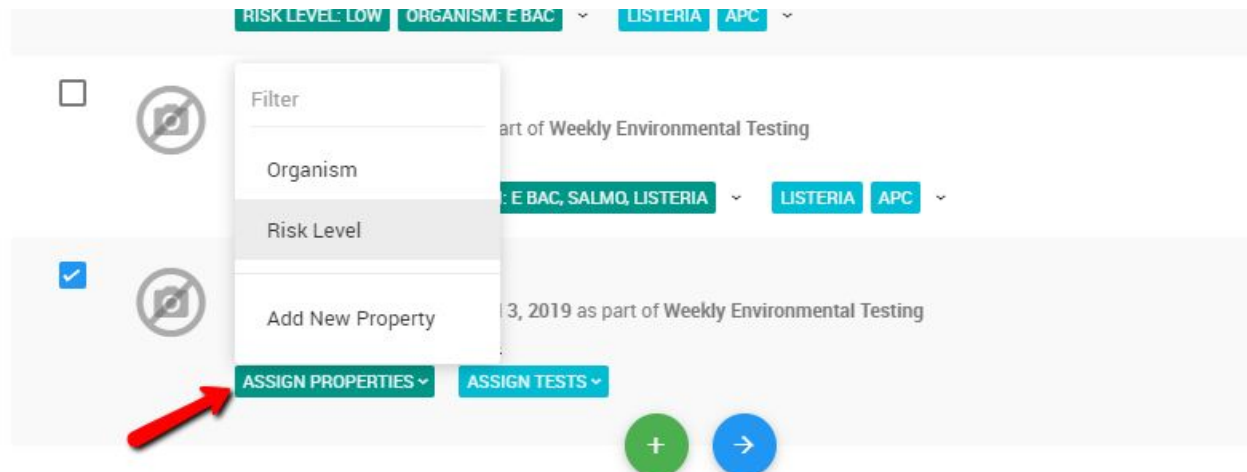 RISK LEVEL: LOW ORGANISM: E BAC LISTERIA APC
Filter
art of Weekly Environmental Testing
Organism
: E BAC, SALMO, LISTERIA LISTERIA APC
Risk Level
3, 2019 as part of Weekly Environmental Testing
Add New Property
ASSIGN PROPERTIES ASSIGN TESTS